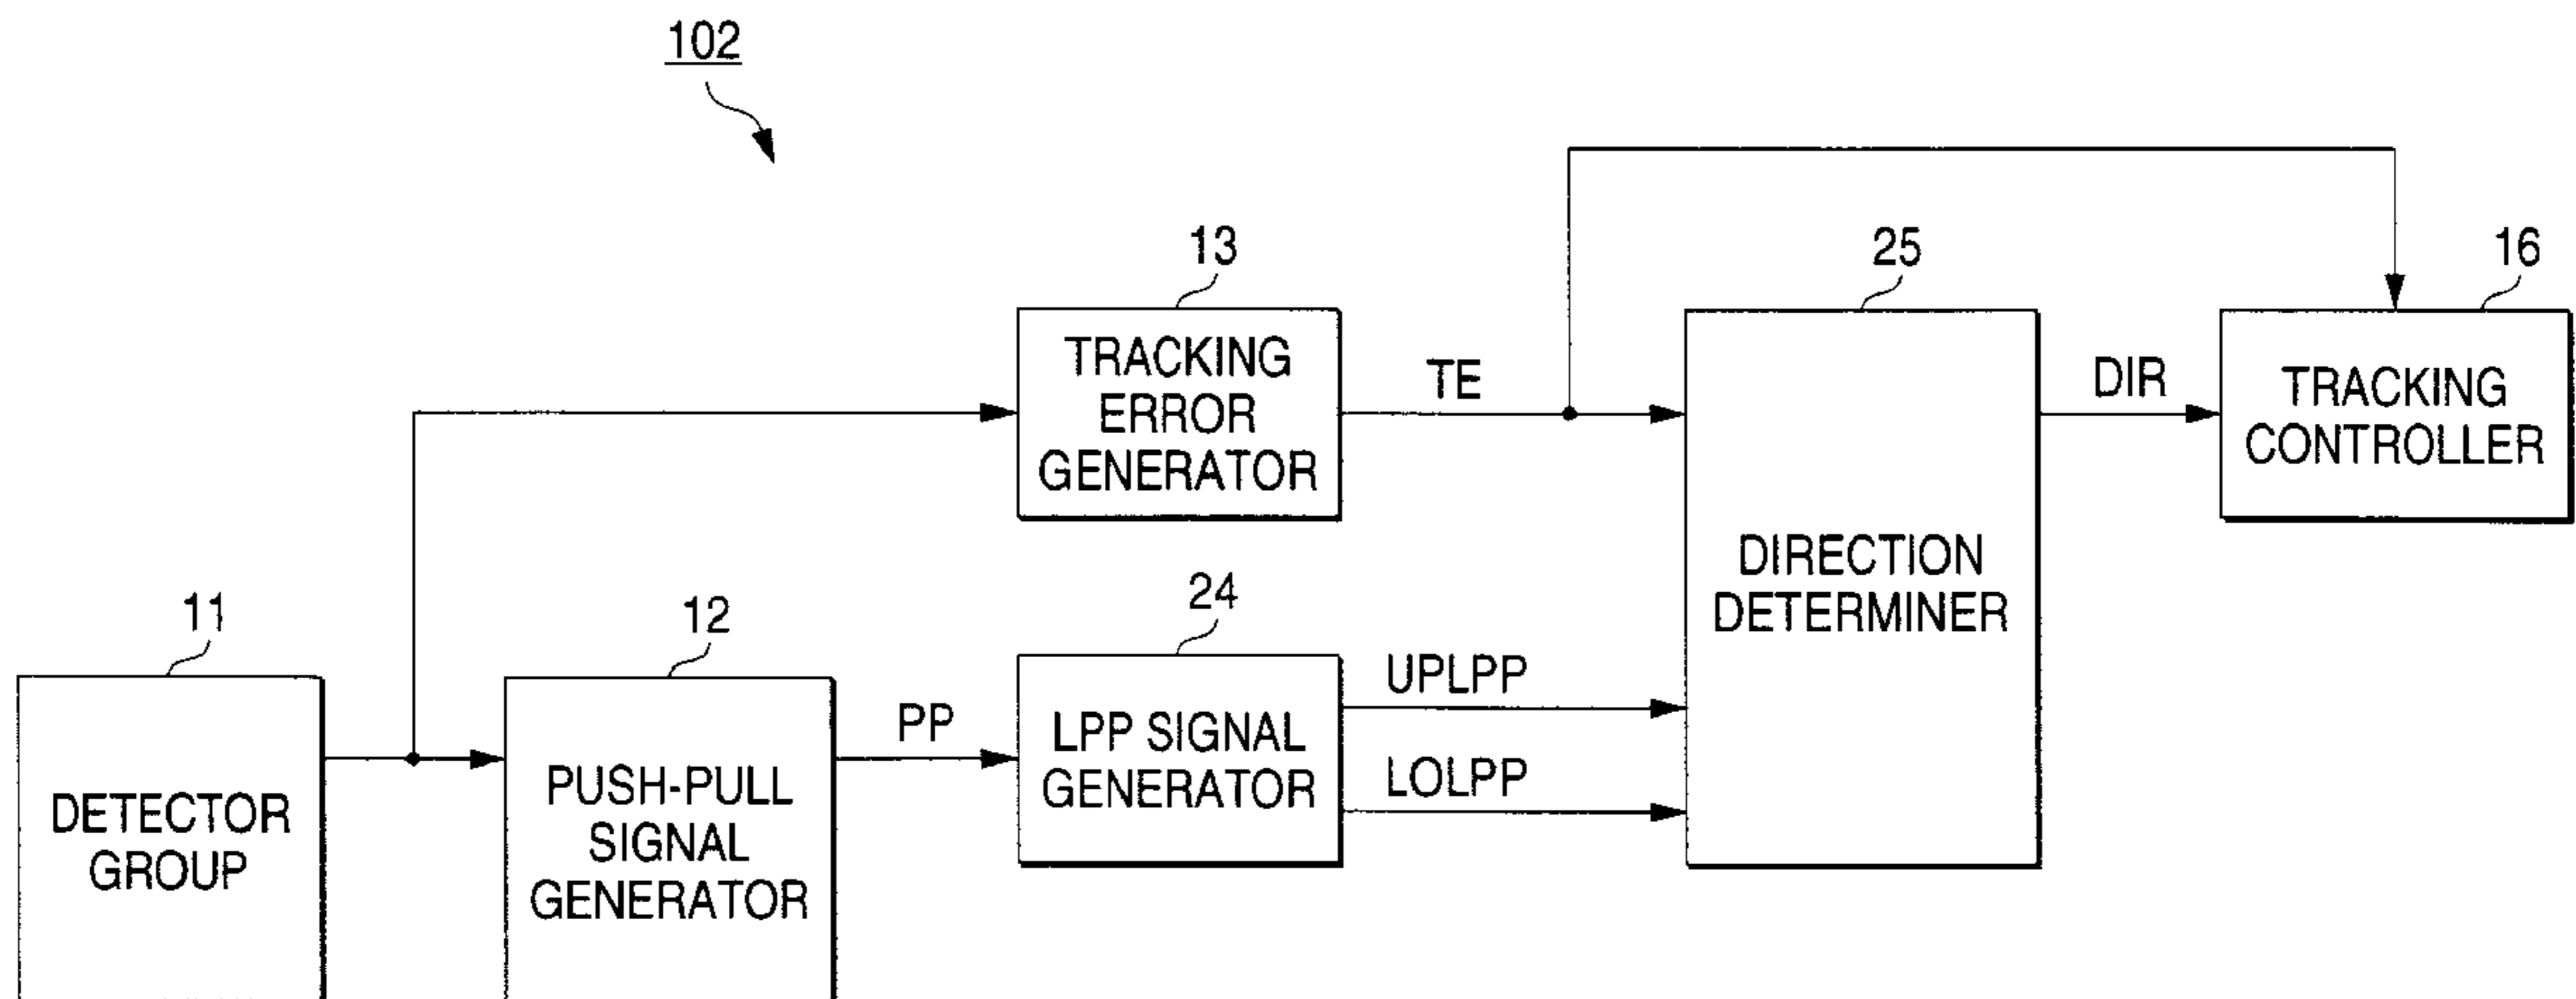 102
13
25
16
TRACKING
ERROR
GENERATOR
TE
DIRECTION
DETERMINER
DIR
TRACKING
CONTROLLER
11
12
24
DETECTOR
GROUP
PUSH-PULL
SIGNAL
GENERATOR
PP
LPP SIGNAL
GENERATOR
UPLPP
LOLPP